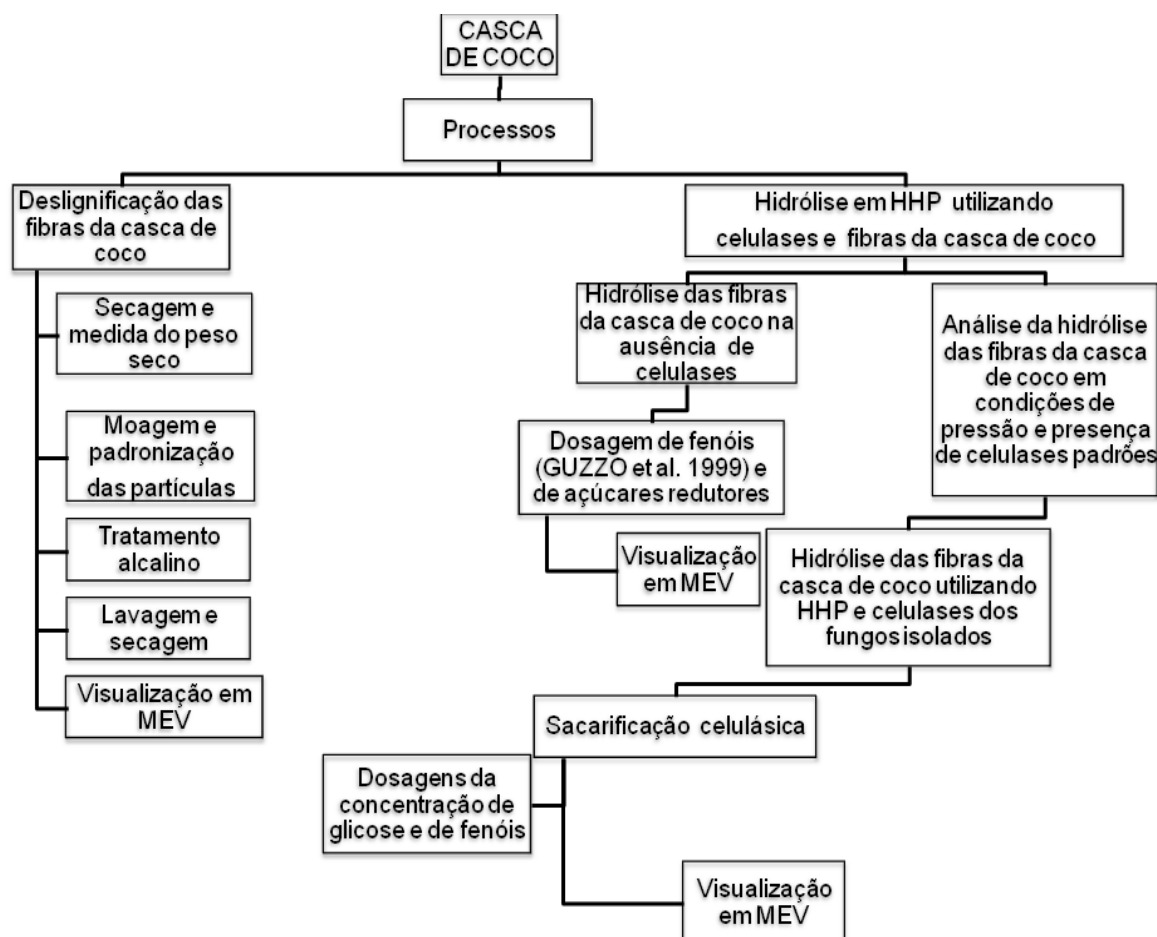 CASCA
DE COCO
Processos
Deslignificação das
fibras da casca de
coco
Secagem e
medida do peso
seco
Moagem e
padronização
das partículas
Tratamento
alcalino
Lavagem e
secagem
Visualização em
MEV
Hidrólise em HHP utilizando
celulases e fibras da casca de coco
Hidrólise das fibras
da casca de coco na
ausência de
celulases
Dosagem de fenóis
(GUZZO et al. 1999) e
de açúcares redutores
Visualização
em MEV
Análise da hidrólise
das fibras da casca
de coco em
condições de
pressão e presença
de celulases padrões
Hidrólise das fibras da
casca de coco utilizando
HHP e celulases dos
fungos isolados
Sacarificação celulásica
Dosagens da
concentração de
glicose e de fenóis
Visualização
em MEV